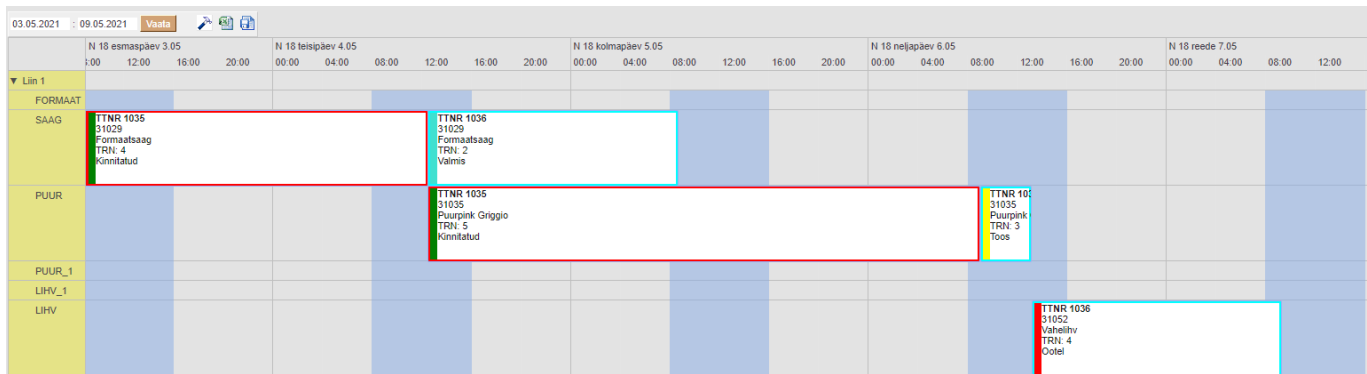 03.05.2021 : 09.05.2021 Vaata
N 18 esmaspäev 3.05 N 18 teisipäev 4.05 N 18 kolmapäev 5.05 N 18 neljapäev 6.05 N 18 reede 7.05
:00 12:00 16:00 20:00 00:00 04:00 08:00 12:00 16:00 20:00 00:00 04:00 08:00 12:00 16:00 20:00 00:00 04:00 08:00 12:00 16:00 20:00 00:00 04:00 08:00 12:00
Liin 1
FORMAAT
SAAG
TTNR 1035
31029
Formaatsaag
TRN: 4
Kinnitatud
TTNR 1036
31029
Formaatsaag
TRN: 2
Valmis
PUUR
TTNR 1035
31035
Puurpink Griggio
TRN: 5
Kinnitatud
TTNR 103
31035
Puurpink
TRN: 3
Toos
PUUR_1
LIHV_1
LIHV
TTNR 1036
31052
Vahelihv
TRN: 4
Ootel